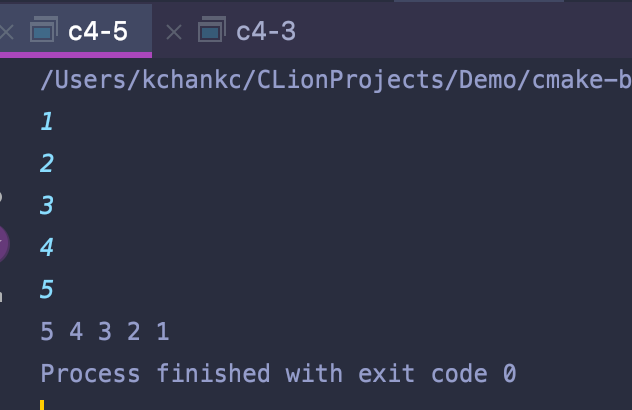 c4-5 c4-3
/Users/kchankc/CLionProjects/Demo/cmake-b
1
2
3
4
5
5 4 3 2 1
Process finished with exit code 0